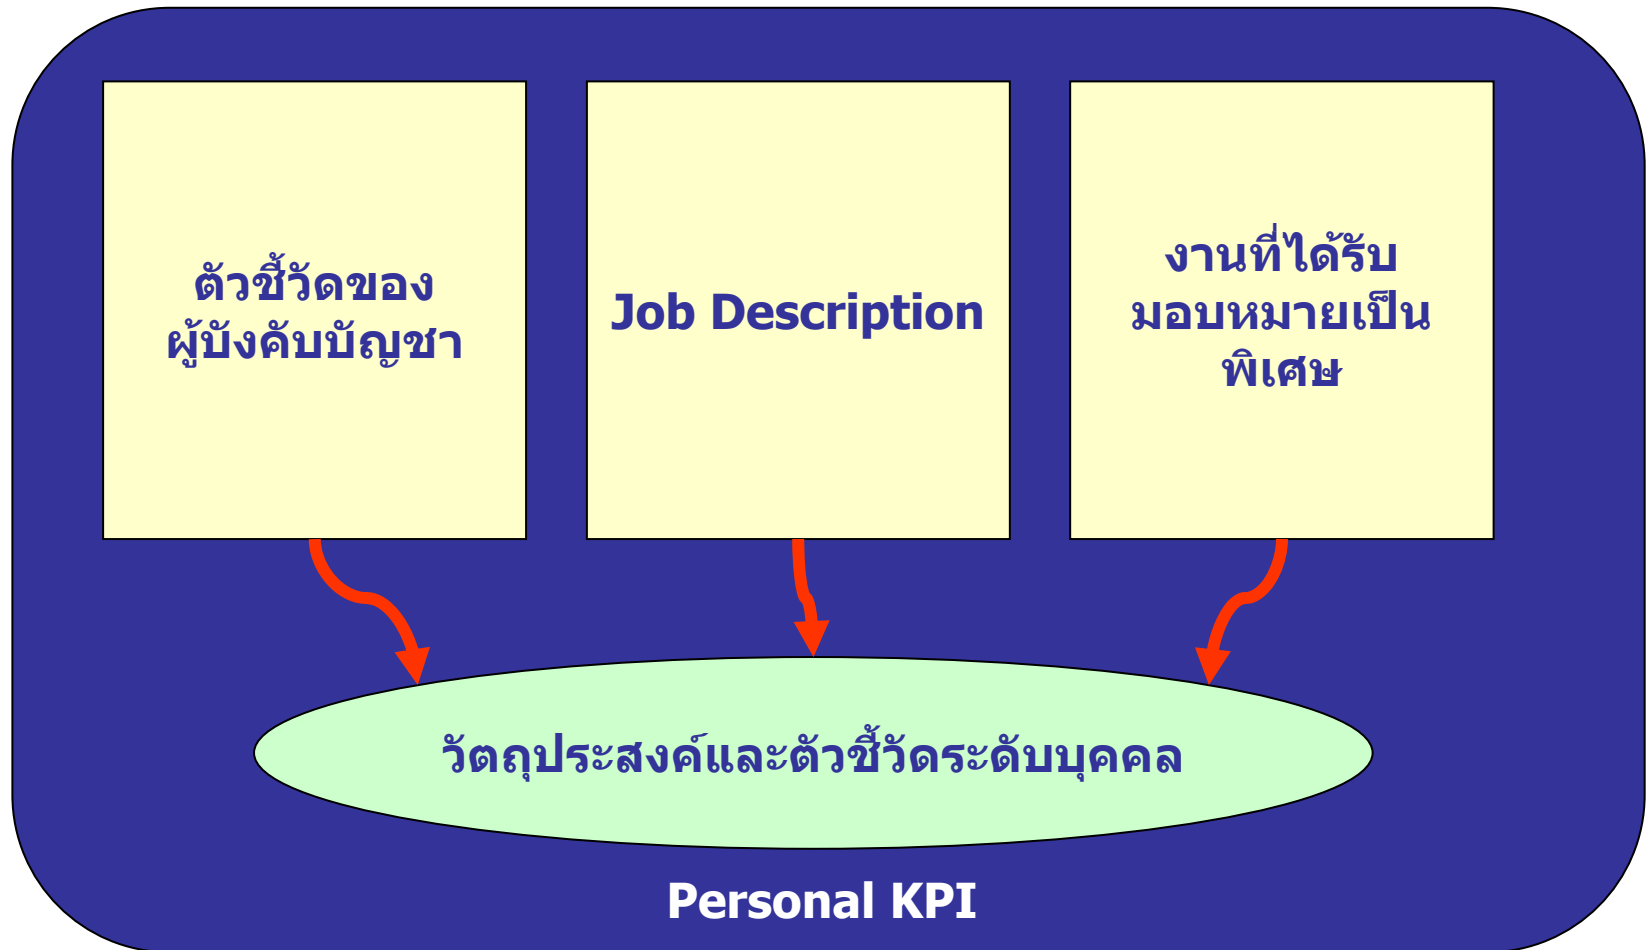 ตัวชี้วัดของ
ผู้บังคับบัญชา
Job Description
งานที่ได้รับ
มอบหมายเป็น
พิเศษ
วัตถุประสงค์และตัวชี้วัดระดับบุคคล
Personal KPI